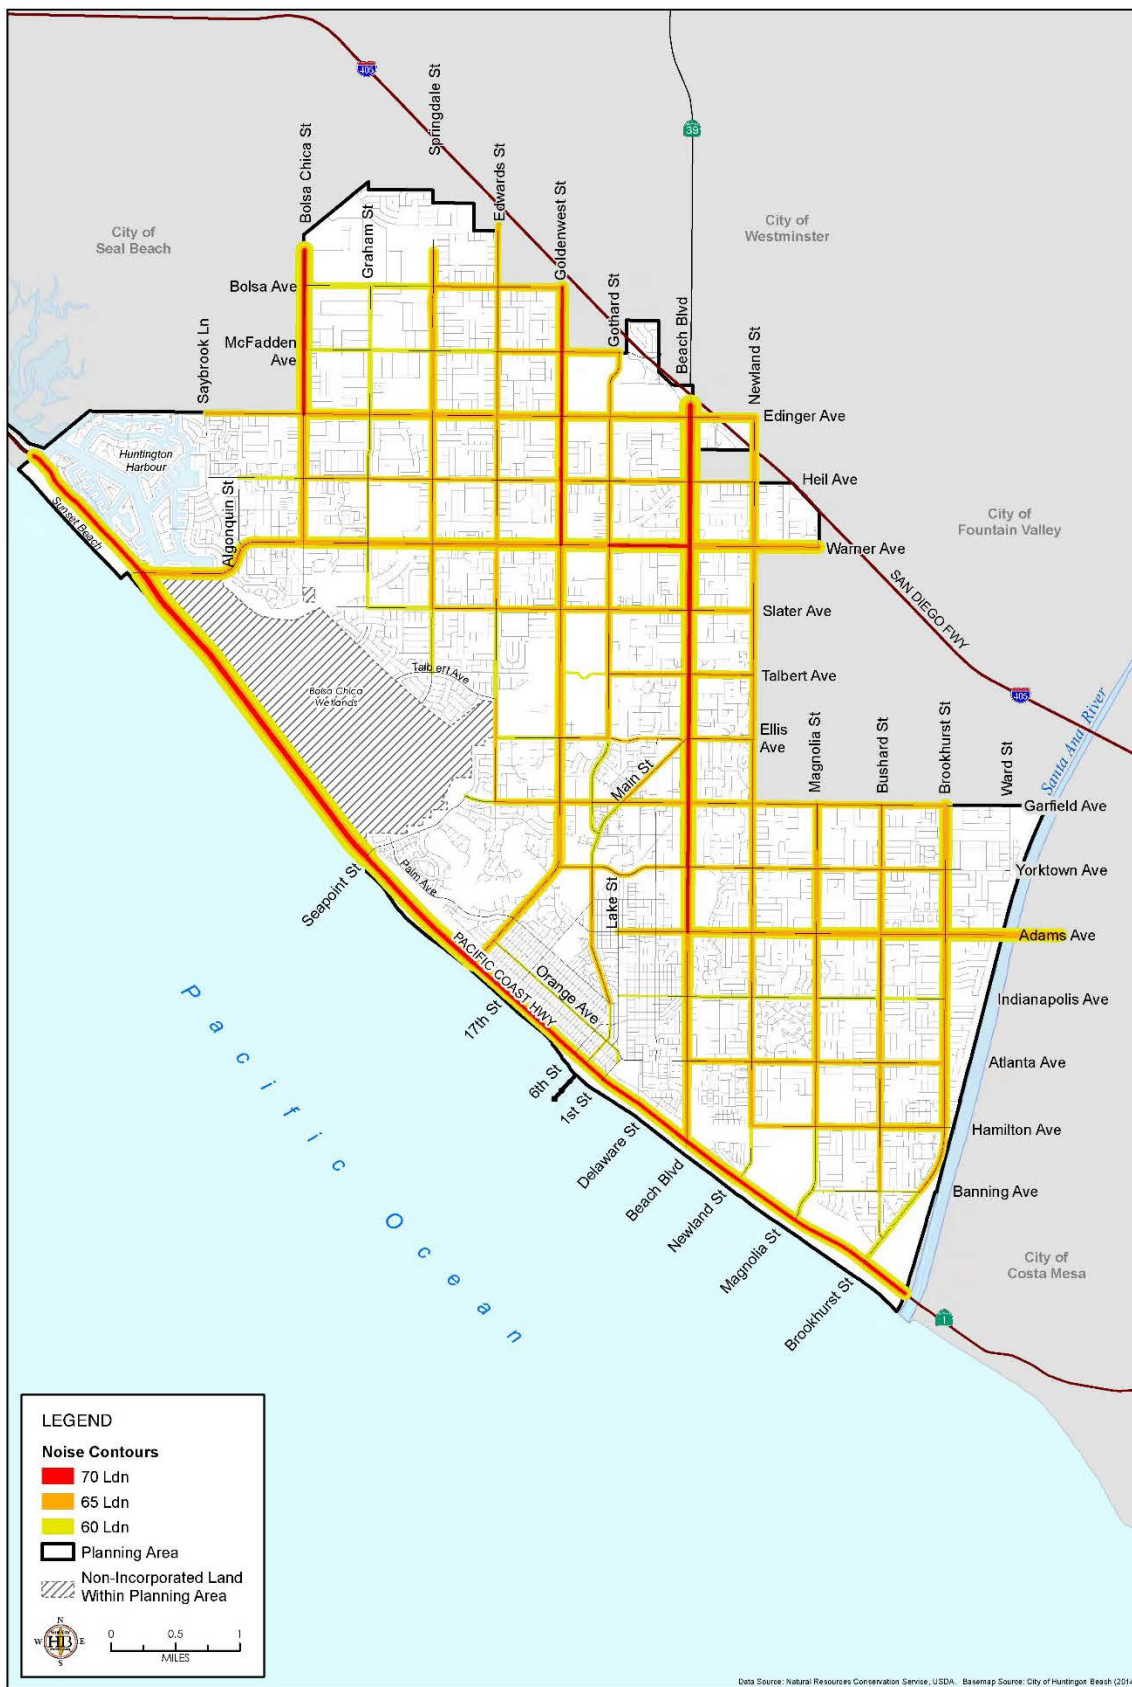 405
Springdale St
39
Bolsa Chica St
Edwards St
Goldenwest St
City of
Seal Beach
City of
Westminster
Graham St
Bolsa Ave
Gothard St
Beach Blvd
Newland St
McFadden
Ave
Saybrook Ln
Edinger Ave
Huntington
Harbour
Heil Ave
Algonquin St
Sunset Beach
City of
Fountain Valley
Warner Ave
SAN DIEGO FWY
Slater Ave
Talbert Ave
Talbert Ave
Bolsa Chica
Wetlands
405
Santa Ana River
Ellis
Ave
Magnolia St
Bushard St
Brookhurst St
Ward St
Main St
Garfield Ave
Seapoint St
Palm Ave
Lake St
Yorktown Ave
PACIFIC COAST HWY
Adams Ave
Orange Ave
17th St
Indianapolis Ave
Pacific Ocean
6th St
1st St
Atlanta Ave
Delaware St
Hamilton Ave
Beach Blvd
Newland St
Banning Ave
Magnolia St
Brookhurst St
City of
Costa Mesa
1
LEGEND
Noise Contours
70 Ldn
65 Ldn
60 Ldn
Planning Area
Non-Incorporated Land
Within Planning Area
N
W HB E
S
0 0.5 1
MILES
Data Source: Natural Resources Conservation Service, USDA. Basemap Source: City of Huntingon Beach (2014